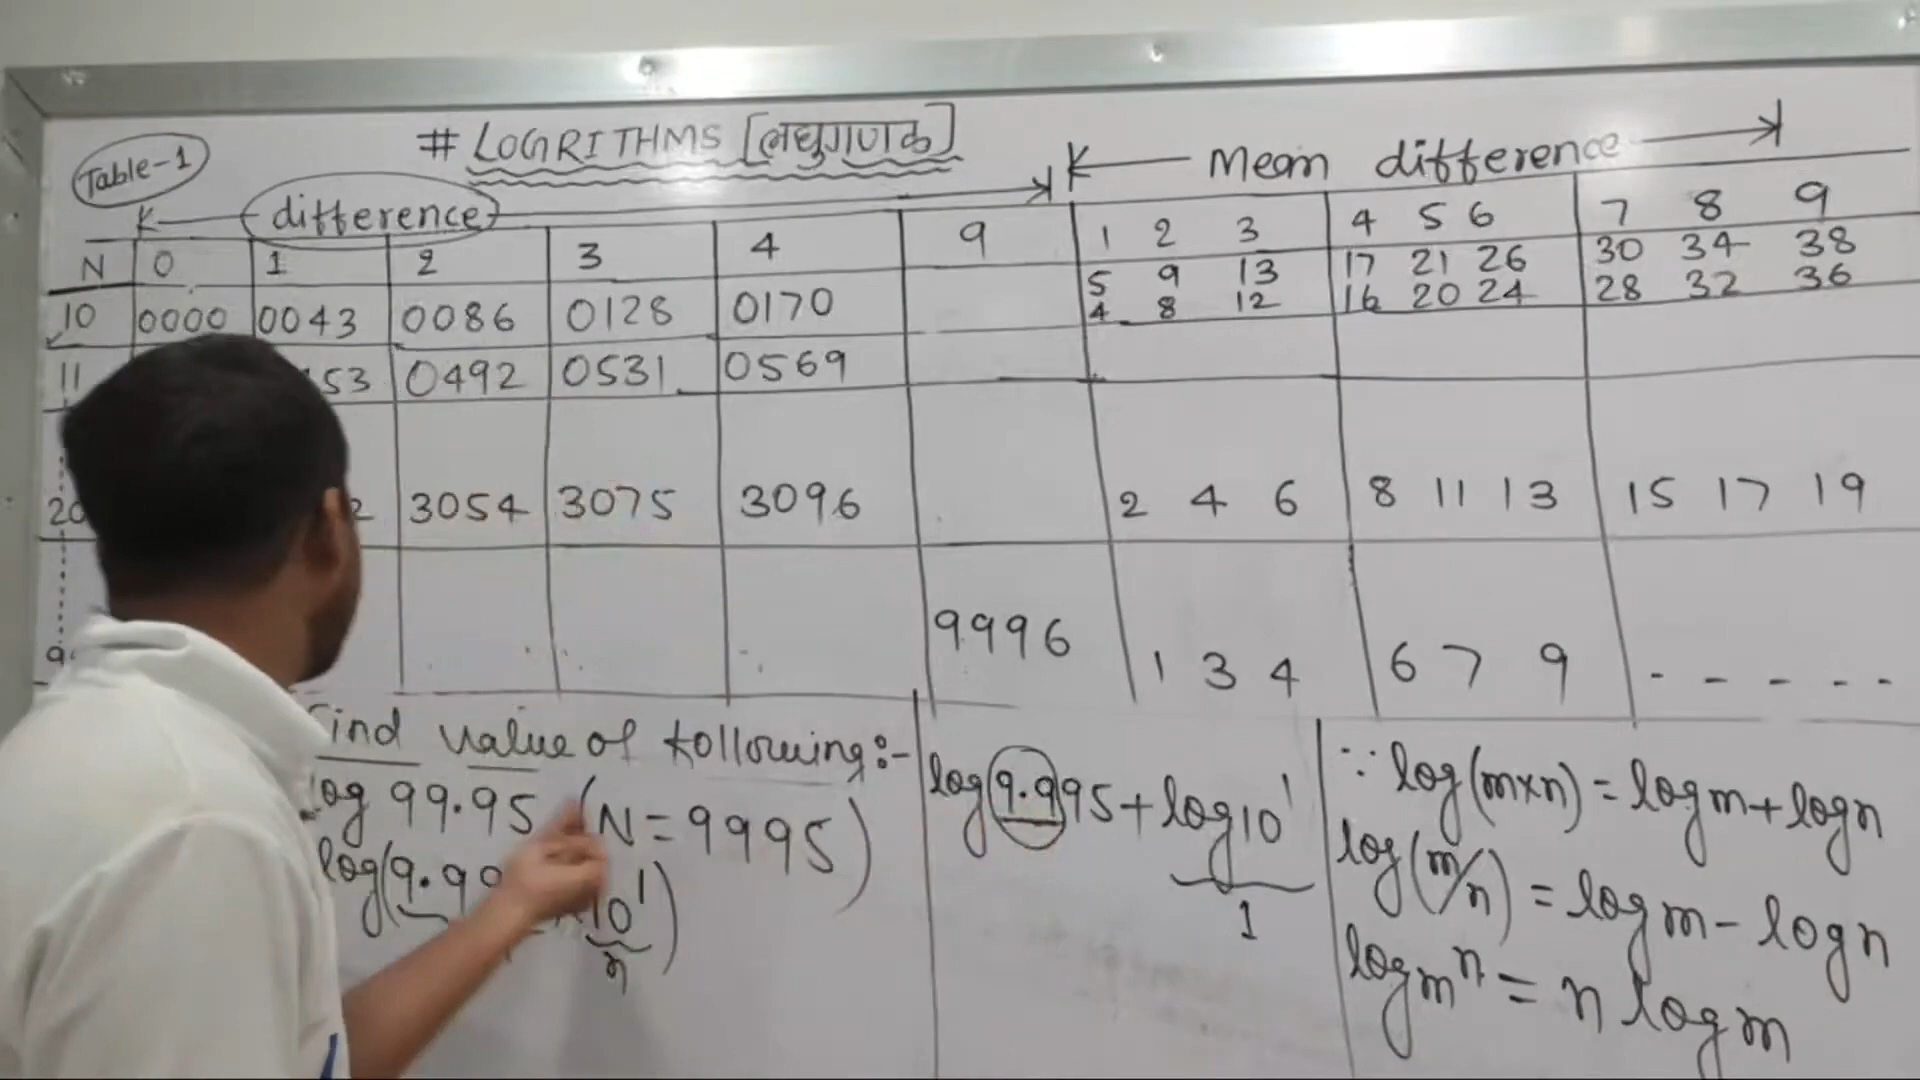 Table-1
# LOGRITHMS [लघुगणक]
difference
Mean difference
N 0 1 2 3 4 9 1 2 3 4 5 6 7 8 9
10 0000 0043 0086 0128 0170 5 9 13 17 21 26 30 34 38
4 8 12 16 20 24 28 32 36
11 53 0492 0531 0569
20 2 3054 3075 3096 2 4 6 8 11 13 15 17 19
9 9996 1 3 4 6 7 9 - - - - -
Find value of following:-
log 99.95 (N=9995)
log(9.99 × 10¹)
n
log 9.995 + log 10¹
1
∵ log(m×n) = log m + log n
log(m/n) = log m - log n
log mⁿ = n log m